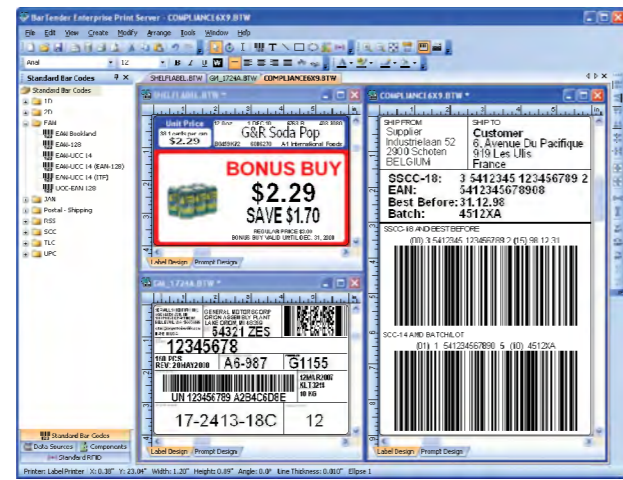 BarTender Enterprise Print Server - COMPLIANCE6X9.BTW
File Edit View Create Modify Arrange Tools Window Help
Arial 12 B I U
Standard Bar Codes
SHELFLABEL.BTW GM_1724A.BTW * COMPLIANCE6X9.BTW *
Standard Bar Codes
1D
2D
EAN
EAN Bookland
EAN-128
EAN-UCC 14
EAN-UCC 14 (EAN-128)
EAN-UCC 14 (ITF)
UCC-EAN 128
JAN
Postal - Shipping
RSS
SCC
TLC
UPC
Standard Bar Codes
Data Sources Components
Standard RFID
SHELFLABEL.BTW *
Unit Price
$2.29
G&R Soda Pop
A1 International Foods
BONUS BUY
$2.29
SAVE $1.70
REGULAR PRICE $3.99
BONUS BUY VALID UNTIL DEC. 31, 2008
Label Design Prompt Design
GM_1724A.BTW *
GENERAL MOTORS CORP
ORION ASSEMBLY PLANT
LAKE ORION, MI 48359
54321 ZES
12345678
REV: 20MAY2000
A6-987
G1155
UN 123456789 A2B4C6D8E
12MAR2007
KLT3211
10 KG
17-2413-18C
12
Label Design Prompt Design
COMPLIANCE6X9.BTW *
SHIP FROM
Supplier
Industrielaan 52
2900 Schoten
BELGIUM
SHIP TO
Customer
6, Avenue Du Pacifique
919 Les Ulis
France
SSCC-18: 3 5412345 123456789 2
EAN: 5412345678908
Best Before: 31.12.98
Batch: 4512XA
SSCC-18 AND BEST BEFORE
(00) 3 5412345 123456789 2 (15) 98 12 31
SCC-14 AND BATCH/LOT
(01) 1 541234567890 5 (10) 4512XA
Label Design Prompt Design
Printer: Label Printer X: 0.38" Y: 23.04" Width: 1.20" Height: 0.89" Angle: 0.0° Line Thickness: 0.010" Ellipse 1